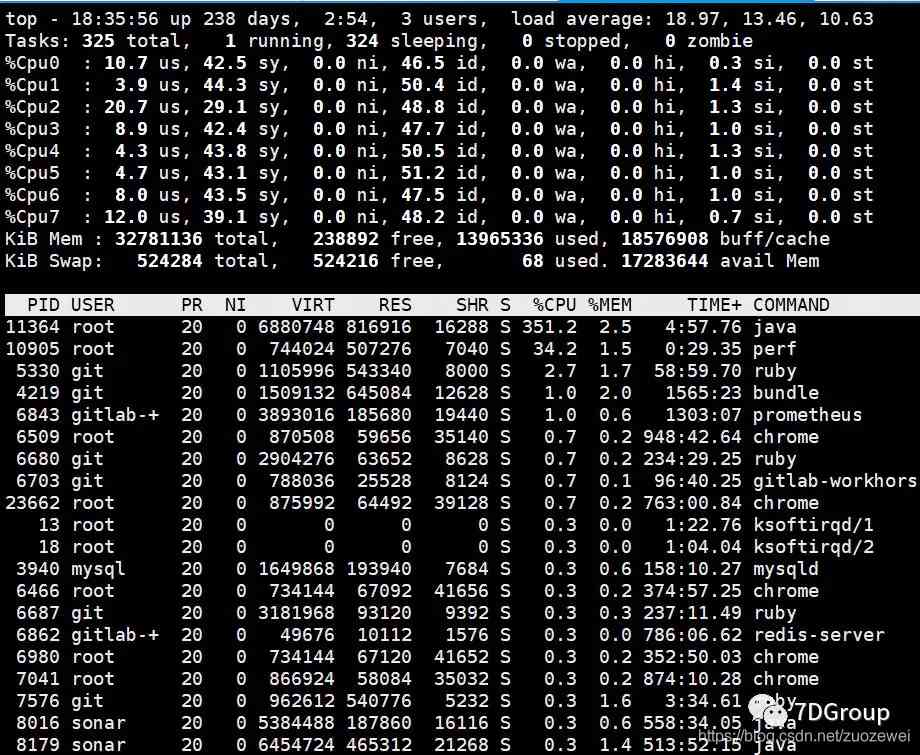 top - 18:35:56 up 238 days,  2:54,  3 users,  load average: 18.97, 13.46, 10.63
Tasks: 325 total,   1 running, 324 sleeping,   0 stopped,   0 zombie
%Cpu0  : 10.7 us, 42.5 sy,  0.0 ni, 46.5 id,  0.0 wa,  0.0 hi,  0.3 si,  0.0 st
%Cpu1  :  3.9 us, 44.3 sy,  0.0 ni, 50.4 id,  0.0 wa,  0.0 hi,  1.4 si,  0.0 st
%Cpu2  : 20.7 us, 29.1 sy,  0.0 ni, 48.8 id,  0.0 wa,  0.0 hi,  1.3 si,  0.0 st
%Cpu3  :  8.9 us, 42.4 sy,  0.0 ni, 47.7 id,  0.0 wa,  0.0 hi,  1.0 si,  0.0 st
%Cpu4  :  4.3 us, 43.8 sy,  0.0 ni, 50.5 id,  0.0 wa,  0.0 hi,  1.3 si,  0.0 st
%Cpu5  :  4.7 us, 43.1 sy,  0.0 ni, 51.2 id,  0.0 wa,  0.0 hi,  1.0 si,  0.0 st
%Cpu6  :  8.0 us, 43.5 sy,  0.0 ni, 47.5 id,  0.0 wa,  0.0 hi,  1.0 si,  0.0 st
%Cpu7  : 12.0 us, 39.1 sy,  0.0 ni, 48.2 id,  0.0 wa,  0.0 hi,  0.7 si,  0.0 st
KiB Mem : 32781136 total,   238892 free, 13965336 used, 18576908 buff/cache
KiB Swap:   524284 total,   524216 free,       68 used. 17283644 avail Mem
PID USER      PR  NI    VIRT    RES    SHR S  %CPU %MEM     TIME+ COMMAND
11364 root      20   0 6880748 816916  16288 S 351.2  2.5   4:57.76 java
10905 root      20   0  744024 507276   7040 S  34.2  1.5   0:29.35 perf
5330 git       20   0 1105996 543340   8000 S   2.7  1.7  58:59.70 ruby
4219 git       20   0 1509132 645084  12628 S   1.0  2.0   1565:23 bundle
6843 gitlab-+  20   0 3893016 185680  19440 S   1.0  0.6   1303:07 prometheus
6509 root      20   0  870508  59656  35140 S   0.7  0.2 948:42.64 chrome
6680 git       20   0 2904276  63652   8628 S   0.7  0.2 234:29.25 ruby
6703 git       20   0  788036  25528   8124 S   0.7  0.1  96:40.25 gitlab-workhors
23662 root      20   0  875992  64492  39128 S   0.7  0.2 763:00.84 chrome
13 root      20   0       0      0      0 S   0.3  0.0   1:22.76 ksoftirqd/1
18 root      20   0       0      0      0 S   0.3  0.0   1:04.04 ksoftirqd/2
3940 mysql     20   0 1649868 193940   7684 S   0.3  0.6 158:10.27 mysqld
6466 root      20   0  734144  67092  41656 S   0.3  0.2 374:57.25 chrome
6687 git       20   0 3181968  93120   9392 S   0.3  0.3 237:11.49 ruby
6862 gitlab-+  20   0   49676  10112   1576 S   0.3  0.0 786:06.62 redis-server
6980 root      20   0  734144  67120  41652 S   0.3  0.2 352:50.03 chrome
7041 root      20   0  866924  58084  35032 S   0.3  0.2 874:10.28 chrome
7576 git       20   0  962612 540776   5232 S   0.3  1.6   3:34.61
7DGroup
8016 sonar     20   0 5384488 187860  16116 S   0.3  0.6 558:34.05 java
https://blog.csdn.net/zuozewei
8179 sonar     20   0 6454724 465312  21268 S   0.3  1.4 java